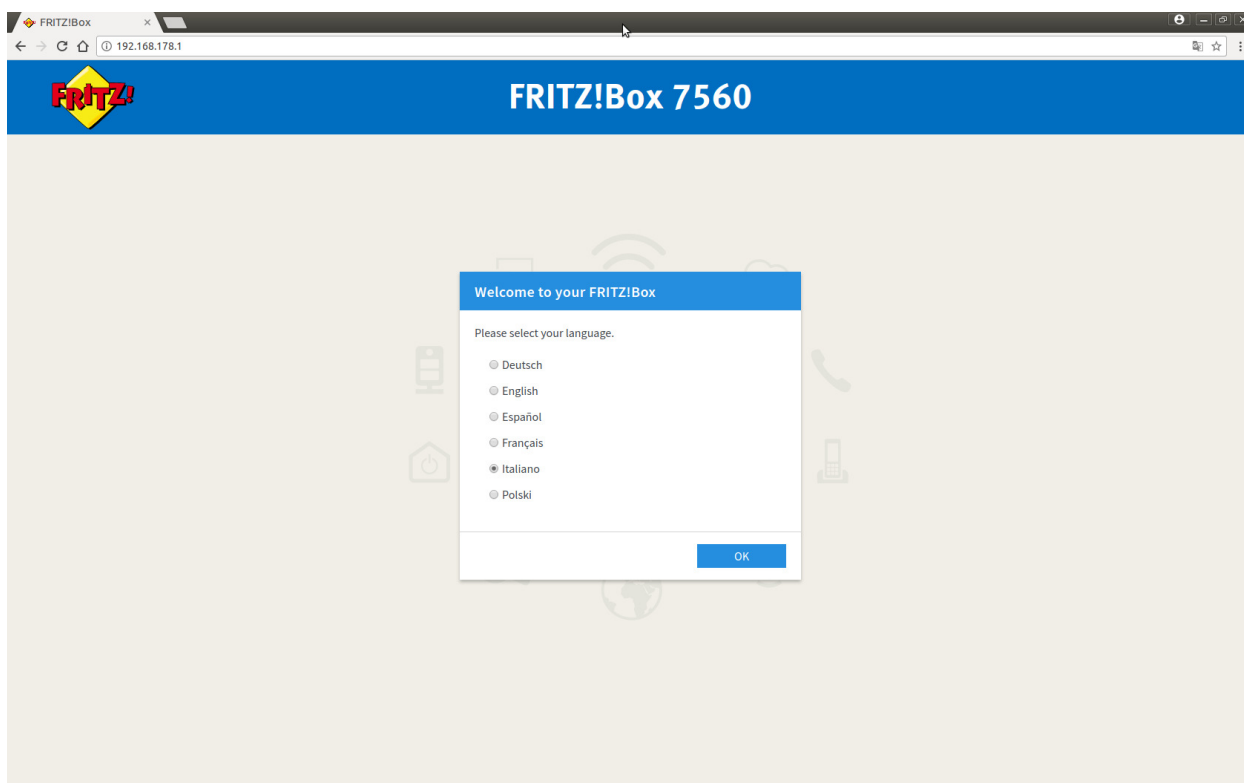 FRITZ!Box
192.168.178.1
FRITZ!
FRITZ!Box 7560
Welcome to your FRITZ!Box
Please select your language.
Deutsch
English
Español
Français
Italiano
Polski
OK